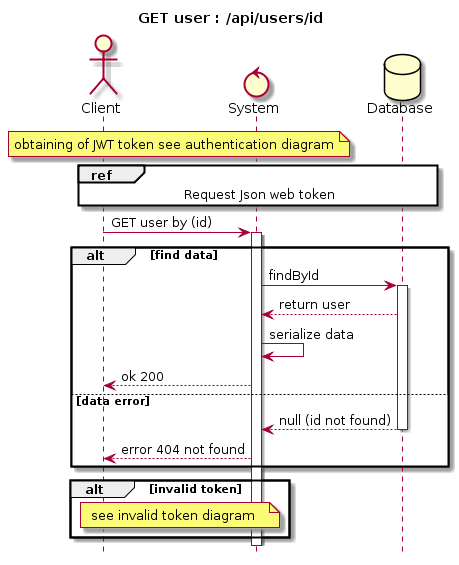 GET user : /api/users/id
Client
System
Database
obtaining of JWT token see authentication diagram
ref
Request Json web token
GET user by (id)
alt [find data]
findById
return user
serialize data
ok 200
[data error]
null (id not found)
error 404 not found
alt [invalid token]
see invalid token diagram